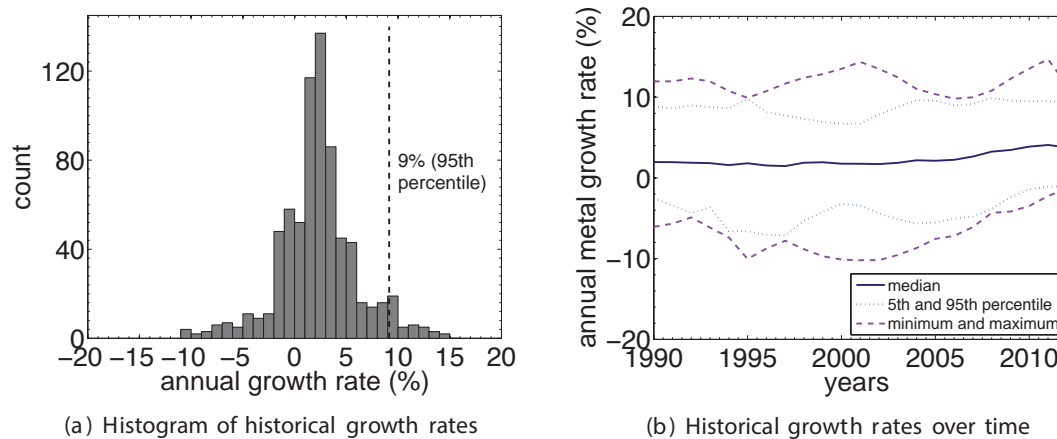 120
80
40
0
count
9% (95th
percentile)
−20 −15 −10 −5 0 5 10 15 20
annual growth rate (%)
(a) Histogram of historical growth rates
20
10
0
−10
−20
annual metal growth rate (%)
median
5th and 95th percentile
minimum and maximum
1990 1995 2000 2005 2010
years
(b) Historical growth rates over time